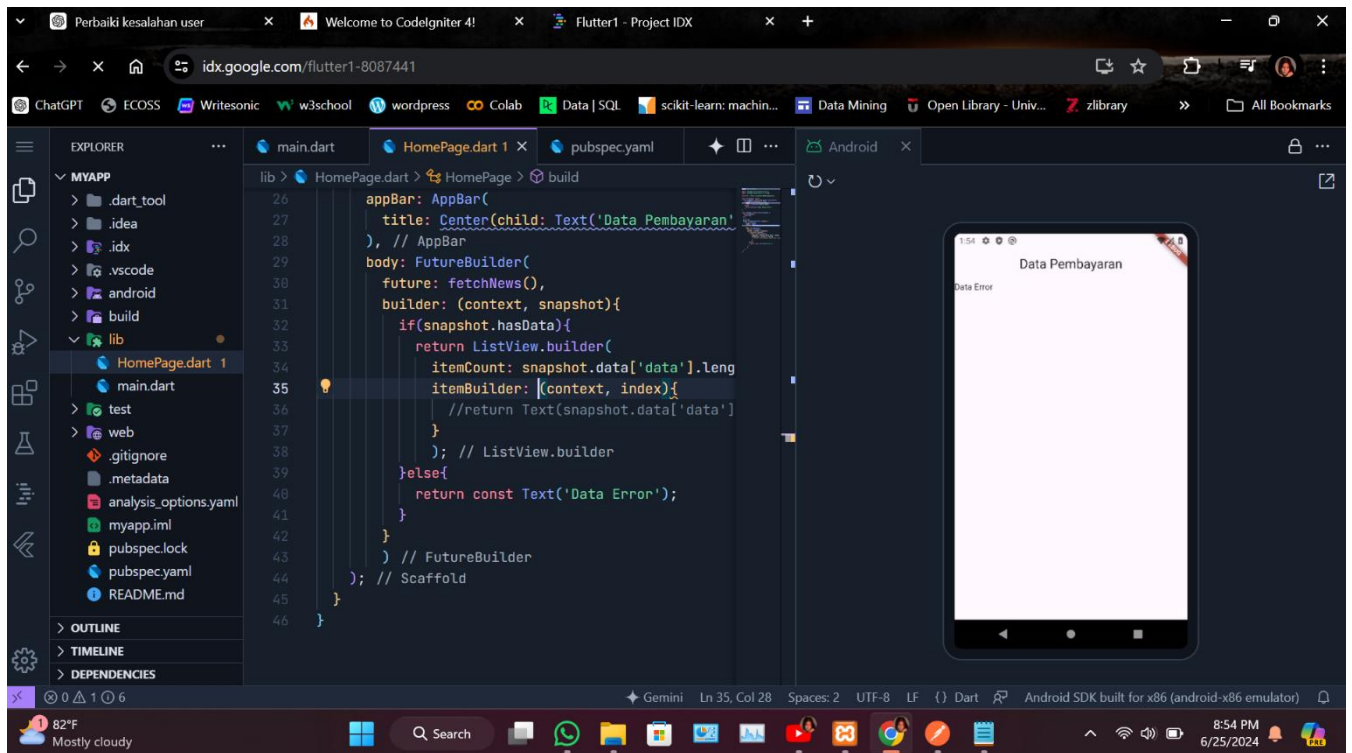 Perbaiki kesalahan user
Welcome to CodeIgniter 4!
Flutter1 - Project IDX
idx.google.com/flutter1-8087441
ChatGPT ECOSS Writesonic w3school wordpress Colab Data | SQL scikit-learn: machin... Data Mining Open Library - Univ... zlibrary » All Bookmarks
EXPLORER
MYAPP
.dart_tool
.idea
.idx
.vscode
android
build
lib
HomePage.dart 1
main.dart
test
web
.gitignore
.metadata
analysis_options.yaml
myapp.iml
pubspec.lock
pubspec.yaml
README.md
OUTLINE
TIMELINE
DEPENDENCIES
main.dart HomePage.dart 1 pubspec.yaml
lib > HomePage.dart > HomePage > build
26 appBar: AppBar(
27 title: Center(child: Text('Data Pembayaran'
28 ), // AppBar
29 body: FutureBuilder(
30 future: fetchNews(),
31 builder: (context, snapshot){
32 if(snapshot.hasData){
33 return ListView.builder(
34 itemCount: snapshot.data['data'].leng
35 itemBuilder: (context, index){
36 //return Text(snapshot.data['data']
37 }
38 ); // ListView.builder
39 }else{
40 return const Text('Data Error');
41 }
42 }
43 ) // FutureBuilder
44 ); // Scaffold
45 }
46 }
Android
1:54
Data Pembayaran
Data Error
0 1 6
Gemini Ln 35, Col 28 Spaces: 2 UTF-8 LF {} Dart Android SDK built for x86 (android-x86 emulator)
1
82°F
Mostly cloudy
Search
8:54 PM
6/25/2024
PRE